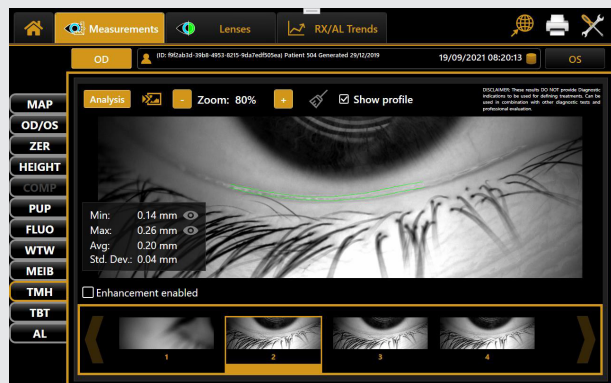 Measurements
Lenses
RX/AL Trends
OD
(ID: f9f2ab3d-39b8-4953-8215-9da7edf505ea) Patient 504 Generated 29/12/2019
19/09/2021 08:20:13
OS
MAP
OD/OS
ZER
HEIGHT
COMP
PUP
FLUO
WTW
MEIB
TMH
TBT
AL
Analysis
- Zoom: 80% +
Show profile
DISCLAIMER: These results DO NOT provide Diagnostic
indications to be used for defining treatments. Can be
used in combination with other diagnostic tests and
professional evaluation.
Min: 0.14 mm
Max: 0.26 mm
Avg: 0.20 mm
Std. Dev.: 0.04 mm
Enhancement enabled
1
2
3
4